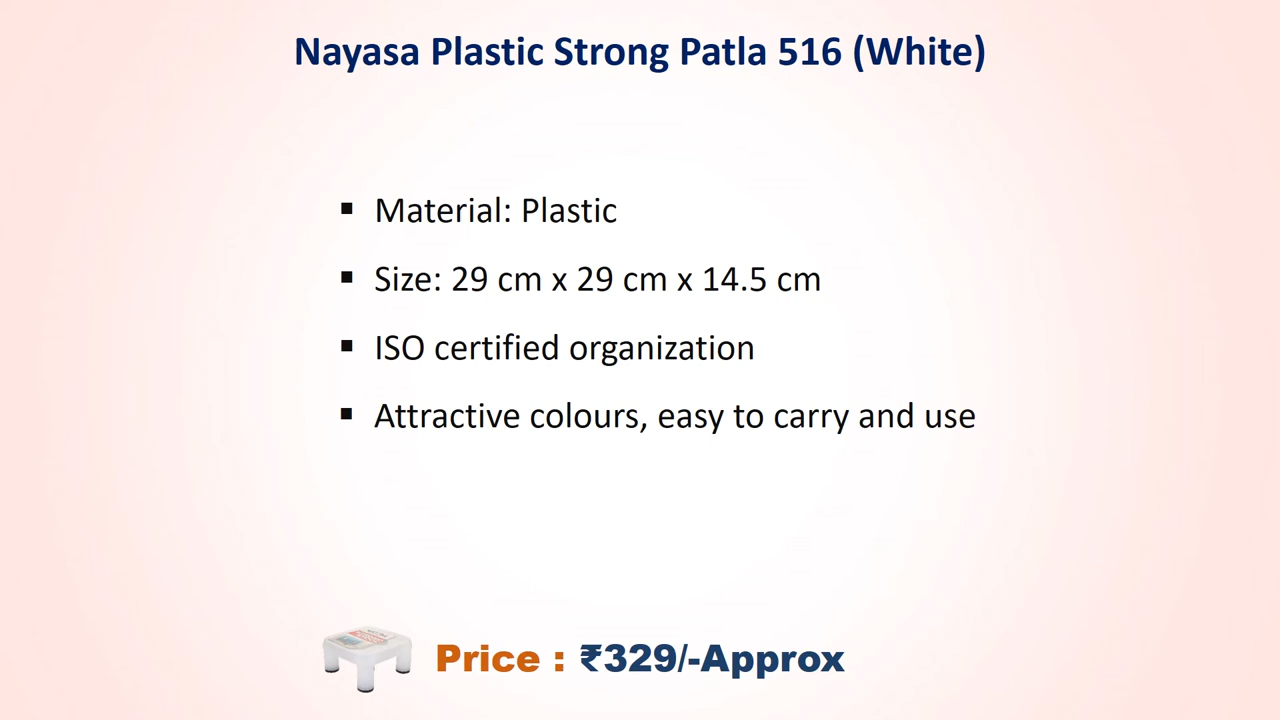 Nayasa Plastic Strong Patla 516 (White)
▪ Material: Plastic
▪ Size: 29 cm x 29 cm x 14.5 cm
▪ ISO certified organization
▪ Attractive colours, easy to carry and use
Price : ₹329/-Approx